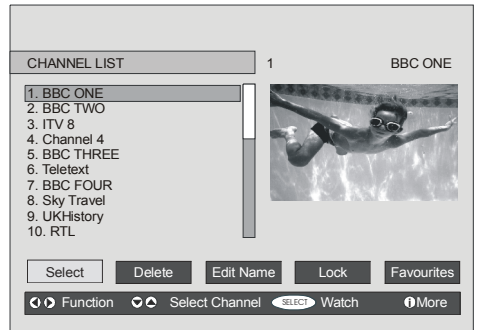 CHANNEL LIST 1 BBC ONE
1. BBC ONE
2. BBC TWO
3. ITV 8
4. Channel 4
5. BBC THREE
6. Teletext
7. BBC FOUR
8. Sky Travel
9. UKHistory
10. RTL
Select Delete Edit Name Lock Favourites
Function Select Channel SELECT Watch i More